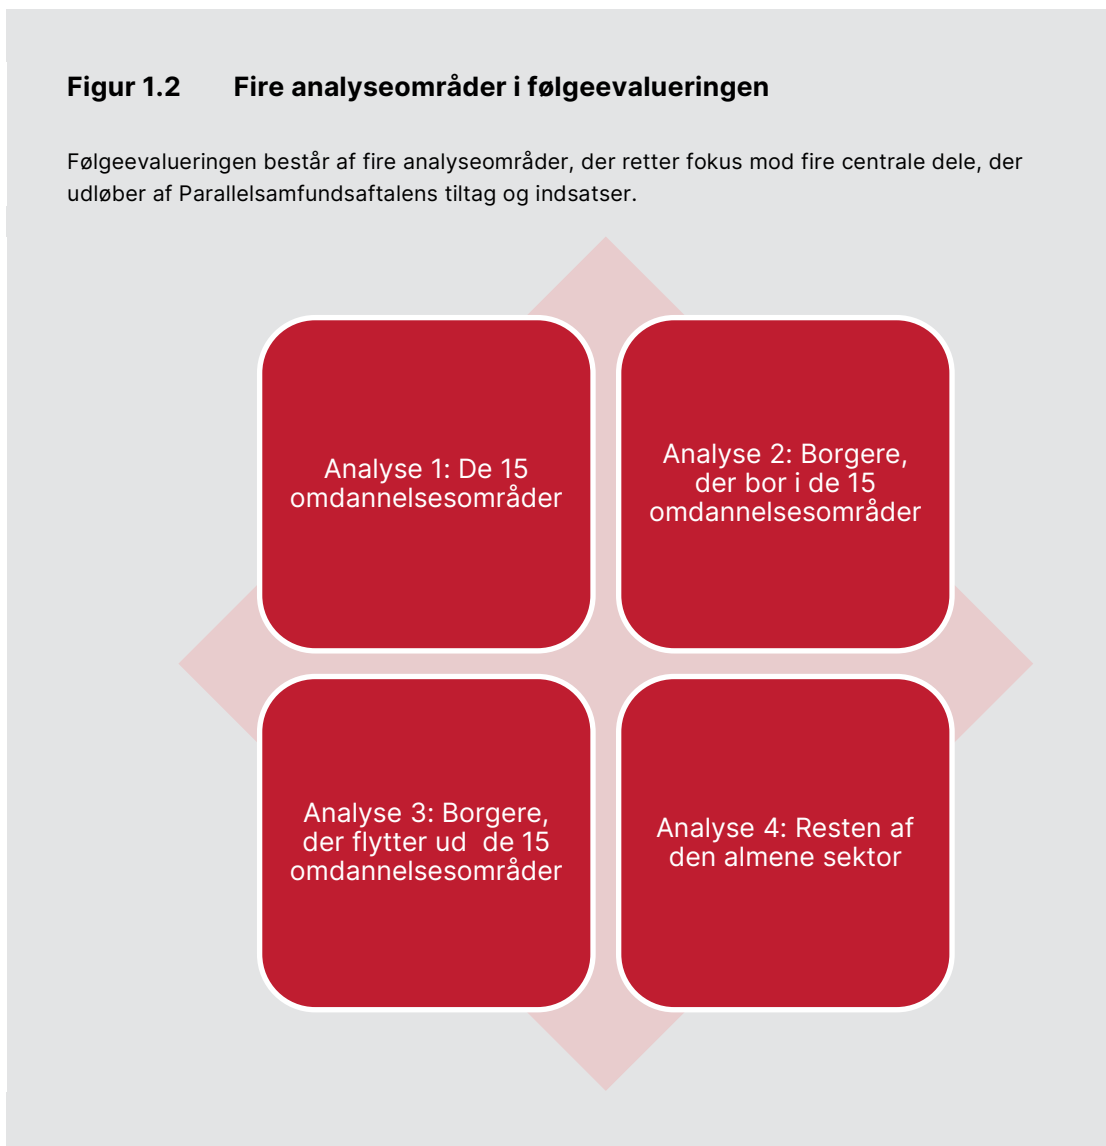 Figur 1.2 Fire analyseområder i følgeevalueringen
Følgeevalueringen består af fire analyseområder, der retter fokus mod fire centrale dele, der
udløber af Parallelsamfundsaftalens tiltag og indsatser.
Analyse 1: De 15
omdannelsesområder
Analyse 2: Borgere,
der bor i de 15
omdannelsesområder
Analyse 3: Borgere,
der flytter ud  de 15
omdannelsesområder
Analyse 4: Resten af
den almene sektor